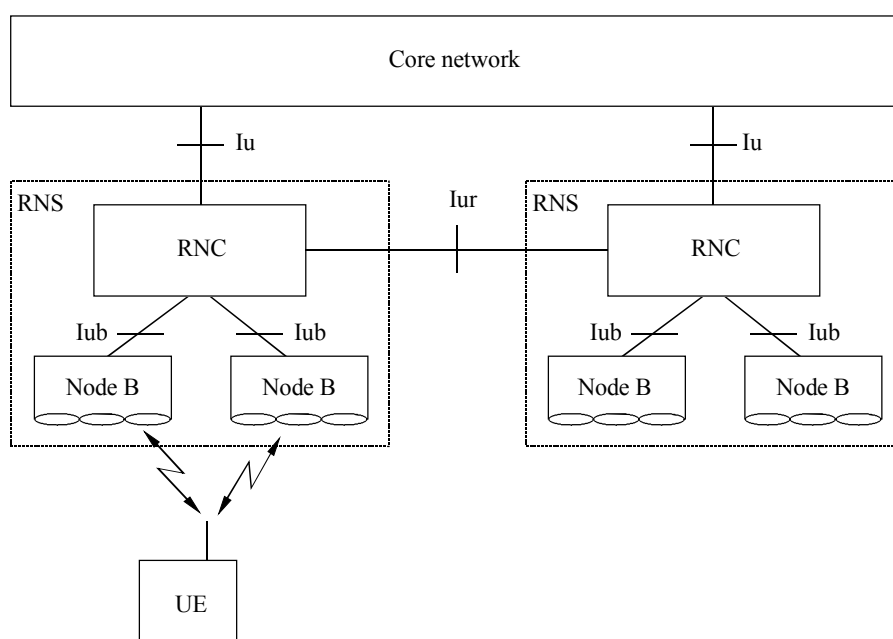 Core network
Iu
Iu
RNS
Iur
RNS
RNC
RNC
Iub
Iub
Iub
Iub
Node B
Node B
Node B
Node B
UE